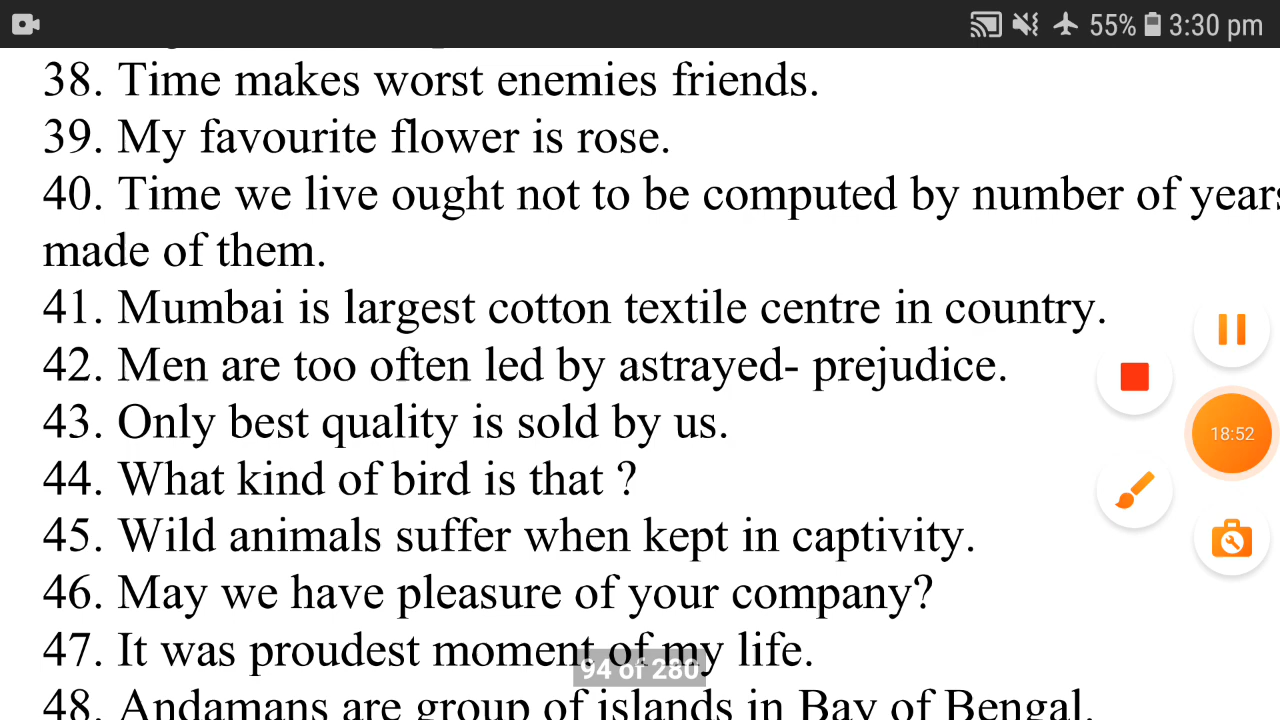 55% 3:30 pm
38. Time makes worst enemies friends.
39. My favourite flower is rose.
40. Time we live ought not to be computed by number of years
made of them.
41. Mumbai is largest cotton textile centre in country.
42. Men are too often led by astrayed- prejudice.
18:52
43. Only best quality is sold by us.
44. What kind of bird is that ?
45. Wild animals suffer when kept in captivity.
46. May we have pleasure of your company?
47. It was proudest moment of my life.
94 of 280
48. Andamans are group of islands in Bay of Bengal.